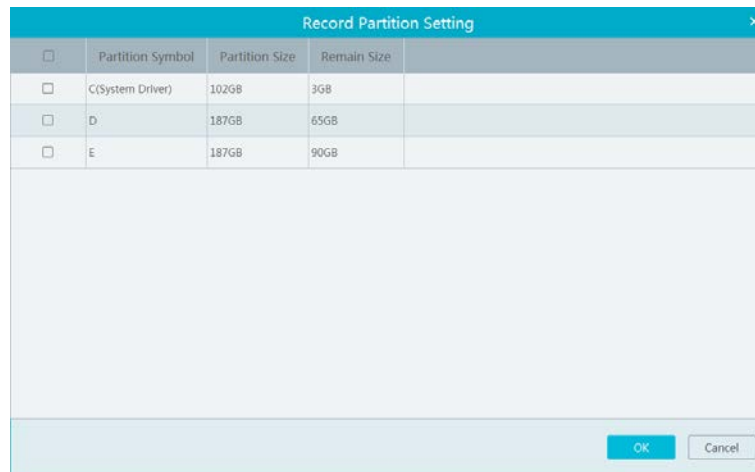 Record Partition Setting
Partition Symbol Partition Size Remain Size
C(System Driver) 102GB 3GB
D 187GB 65GB
E 187GB 90GB
OK Cancel